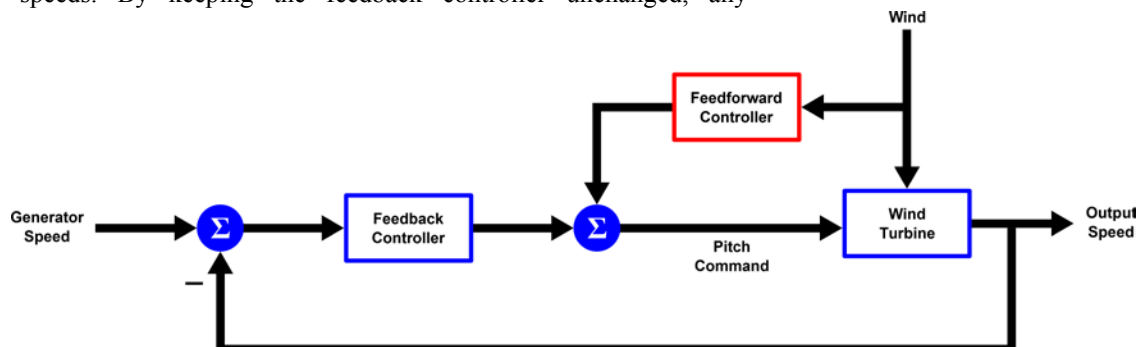 speeds. By keeping the feedback controller unchanged, any
Wind
Feedforward
Controller
Generator
Speed
Σ
Feedback
Controller
Σ
Pitch
Command
Wind
Turbine
Output
Speed
−